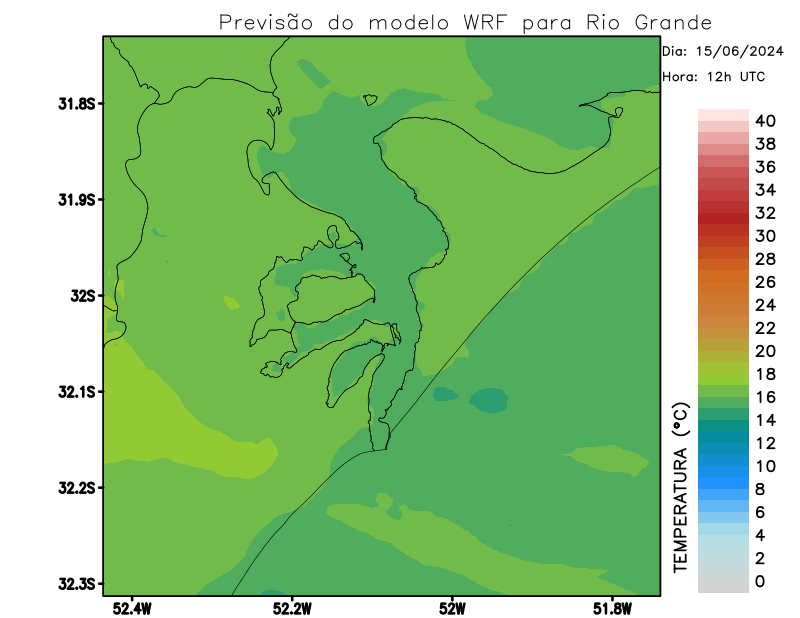 Previsão do modelo WRF para Rio Grande
Dia: 15/06/2024
Hora: 12h UTC
31.8S
31.9S
32S
32.1S
32.2S
32.3S
52.4W
52.2W
52W
51.8W
TEMPERATURA (°C)
40
38
36
34
32
30
28
26
24
22
20
18
16
14
12
10
8
6
4
2
0